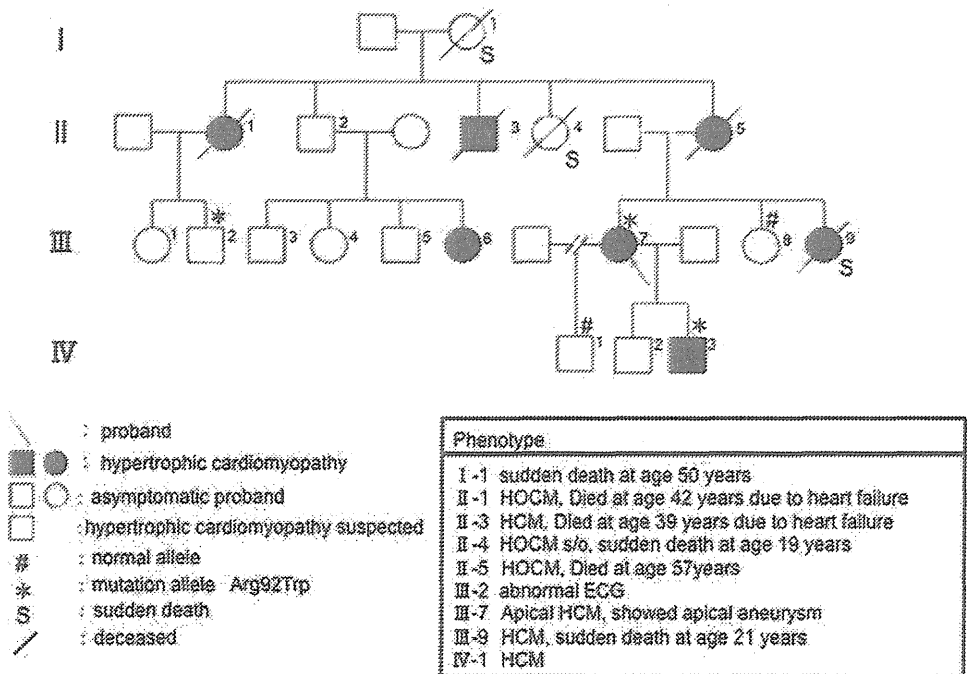 I
1
S
II
1
2
3
4
5
S
III
1
*
2
3
4
5
6
*
7
#
8
9
S
IV
#
1
2
*
3
: proband
: hypertrophic cardiomyopathy
: asymptomatic proband
: hypertrophic cardiomyopathy suspected
# : normal allele
* : mutation allele Arg92Trp
S : sudden death
: deceased
Phenotype
I-1 sudden death at age 50 years
II-1 HOCM, Died at age 42 years due to heart failure
II-3 HCM, Died at age 39 years due to heart failure
II-4 HOCM s/o, sudden death at age 19 years
II-5 HOCM, Died at age 57years
III-2 abnormal ECG
III-7 Apical HCM, showed apical aneurysm
III-9 HCM, sudden death at age 21 years
IV-1 HCM